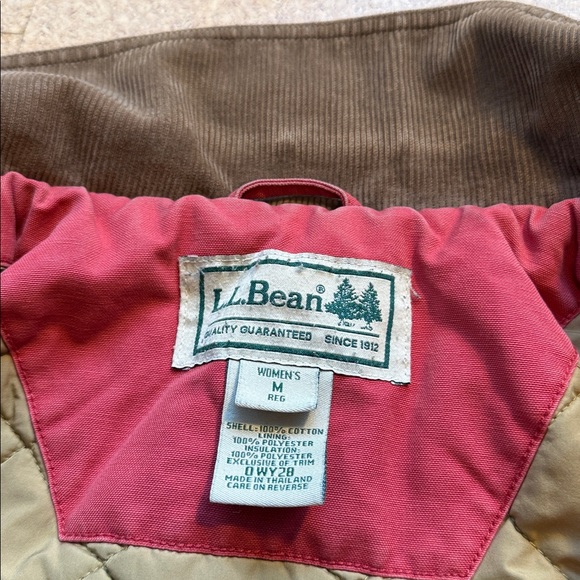 L.L.Bean®
QUALITY GUARANTEED SINCE 1912
WOMEN'S
M
REG
SHELL: 100% COTTON
LINING:
100% POLYESTER
INSULATION:
100% POLYESTER
EXCLUSIVE OF TRIM
0WY28
MADE IN THAILAND
CARE ON REVERSE